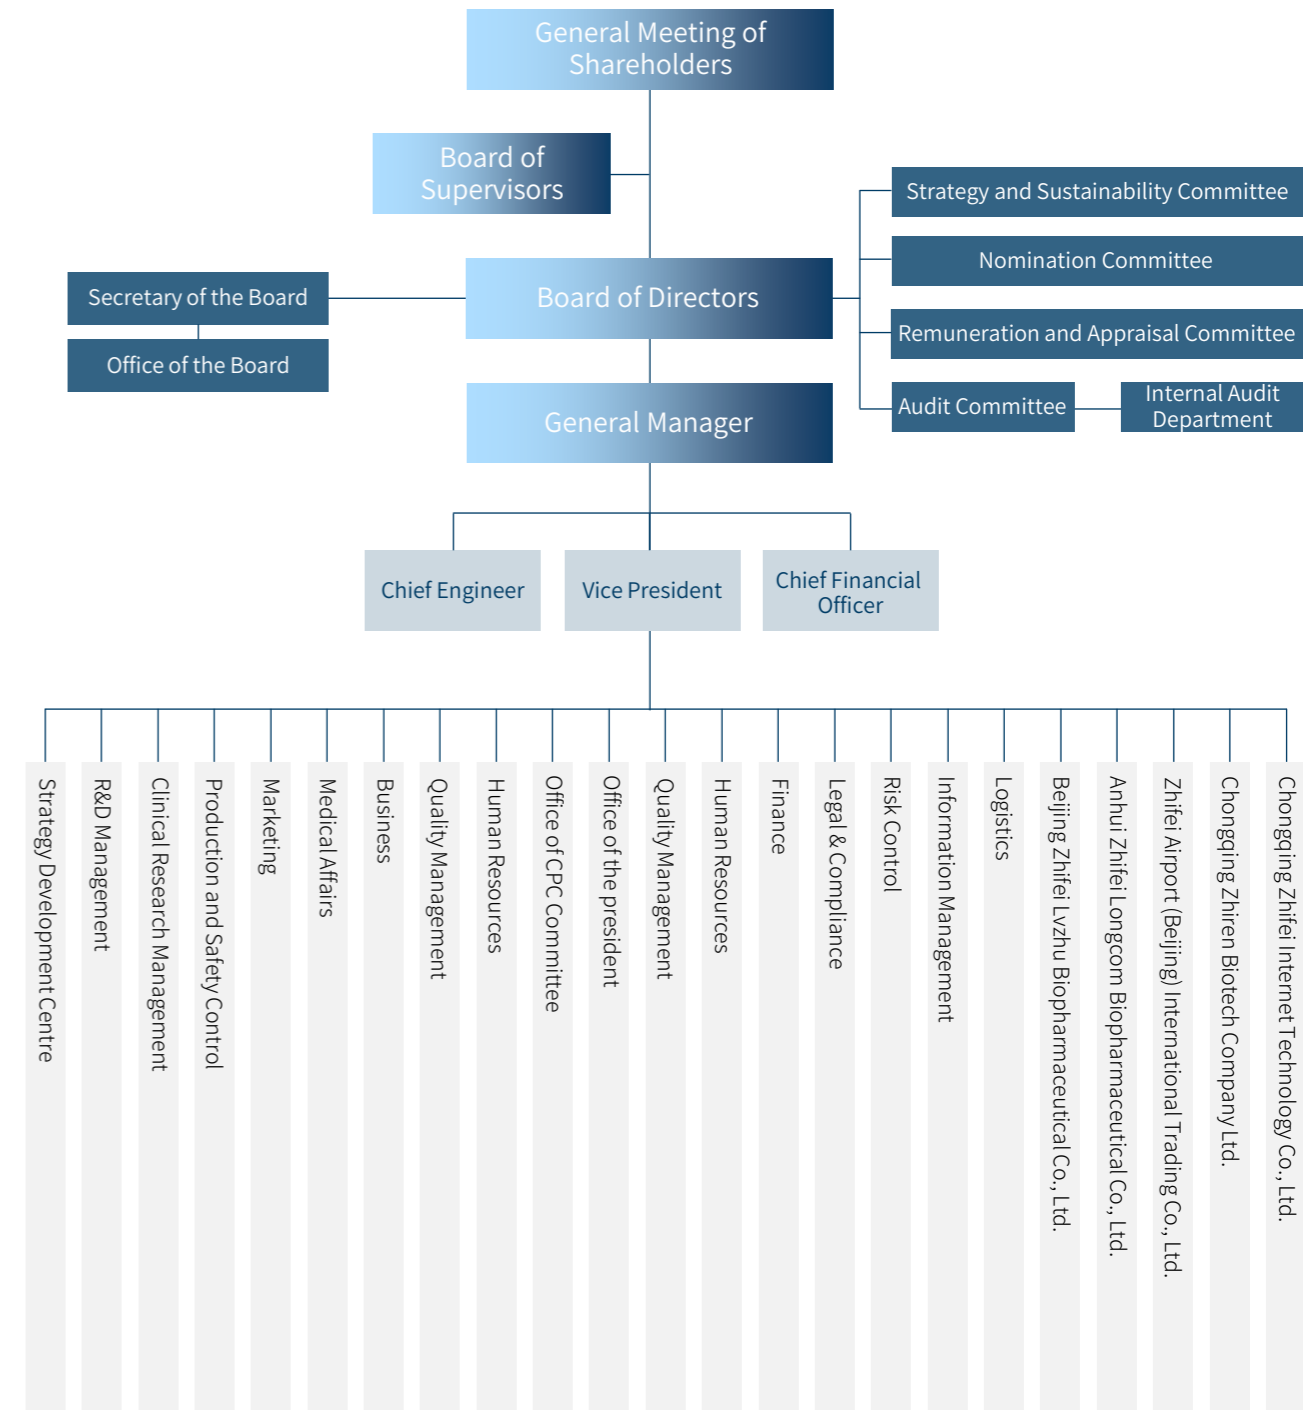 General Meeting of
Shareholders
Board of
Supervisors
Strategy and Sustainability Committee
Nomination Committee
Secretary of the Board
Board of Directors
Remuneration and Appraisal Committee
Office of the Board
General Manager
Audit Committee
Internal Audit
Department
Chief Engineer
Vice President
Chief Financial
Officer
Strategy Development Centre
R&D Management
Clinical Research Management
Production and Safety Control
Marketing
Medical Affairs
Business
Quality Management
Human Resources
Office of CPC Committee
Office of the president
Quality Management
Human Resources
Finance
Legal & Compliance
Risk Control
Information Management
Logistics
Beijing Zhifei Lvzhu Biopharmaceutical Co., Ltd.
Anhui Zhifei Longcom Biopharmaceutical Co., Ltd.
Zhifei Airport (Beijing) International Trading Co., Ltd.
Chongqing Zhiren Biotech Company Ltd.
Chongqing Zhifei Internet Technology Co., Ltd.